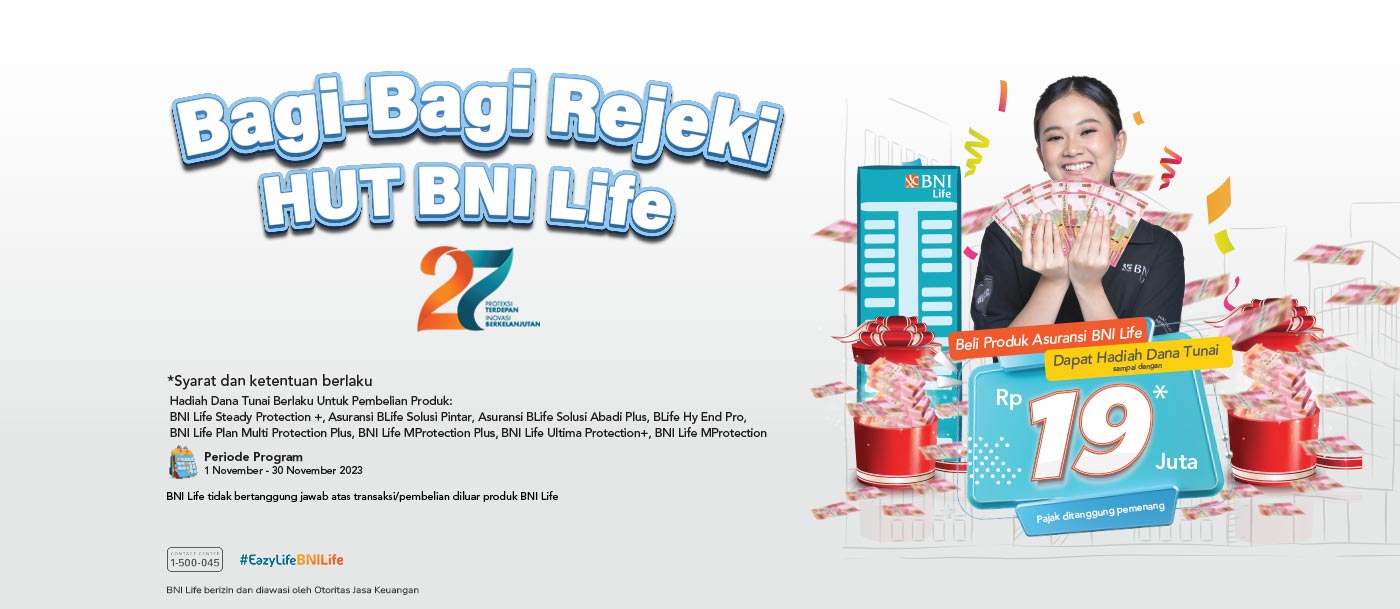 Bagi-Bagi Rejeki
HUT BNI Life
27
PROTEKSI
TERDEPAN
INOVASI
BERKELANJUTAN
*Syarat dan ketentuan berlaku
Hadiah Dana Tunai Berlaku Untuk Pembelian Produk:
BNI Life Steady Protection +, Asuransi BLife Solusi Pintar, Asuransi BLife Solusi Abadi Plus, BLife Hy End Pro,
BNI Life Plan Multi Protection Plus, BNI Life MProtection Plus, BNI Life Ultima Protection+, BNI Life MProtection
Periode Program
1 November - 30 November 2023
BNI Life tidak bertanggung jawab atas transaksi/pembelian diluar produk BNI Life
CONTACT CENTER
1-500-045
#EazyLifeBNILife
BNI Life berizin dan diawasi oleh Otoritas Jasa Keuangan
BNI
Life
BNI
Beli Produk Asuransi BNI Life
Dapat Hadiah Dana Tunai
sampai dengan
Rp 19* Juta
Pajak ditanggung pemenang